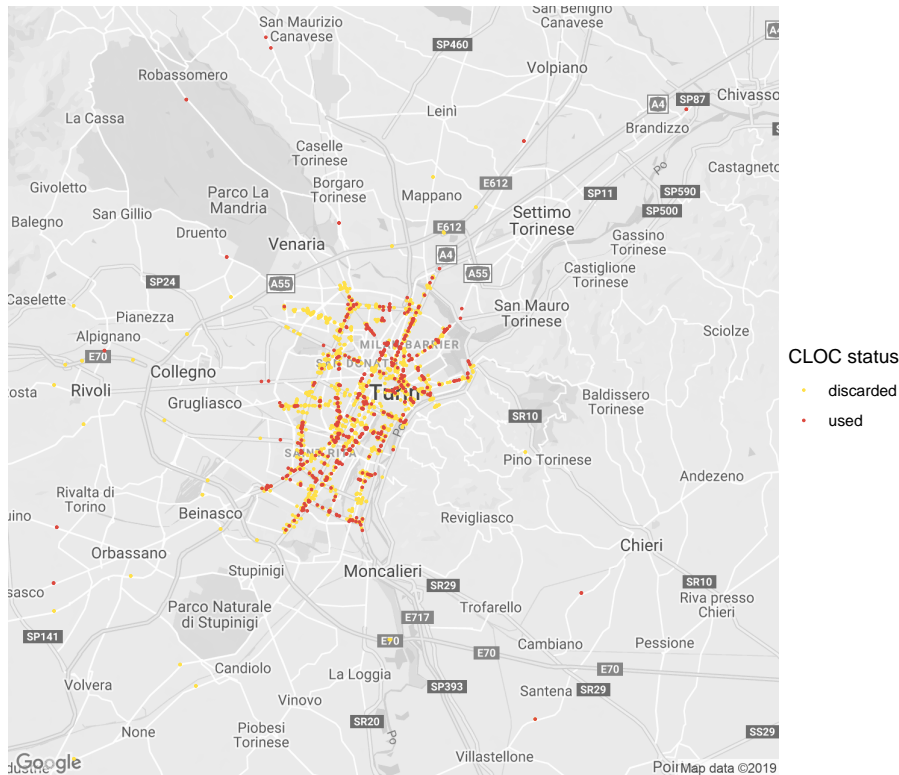 San Benigno
Canavese
San Maurizio
Canavese
SP460
Robassomero
Volpiano
A4
SP87
Chivasso
Leinì
La Cassa
Brandizzo
Caselle
Torinese
Castagneto
Po
Givoletto
Parco La
Mandria
Borgaro
Torinese
Mappano
E612
SP11
SP590
SP500
San Gillio
Balegno
Druento
Settimo
Torinese
E612
Venaria
Gassino
Torinese
A4
A55
Castiglione
Torinese
SP24
A55
Caselette
Pianezza
San Mauro
Torinese
Alpignano
Sciolze
E70
CLOC status
discarded
used
Collegno
Turin
Rivoli
Grugliasco
Baldissero
Torinese
SR10
Po
Pino Torinese
Andezeno
Rivalta di
Torino
Beinasco
Revigliasco
Orbassano
Chieri
Stupinigi
Moncalieri
SR29
SR10
Riva presso
Chieri
Parco Naturale
di Stupinigi
Trofarello
E717
SP141
E70
Cambiano
Pessione
E70
E70
Candiolo
La Loggia
Volvera
SP393
Santena
SR29
Vinovo
SR20
None
Piobesi
Torinese
Po
SS29
Villastellone
Google
Map data ©2019